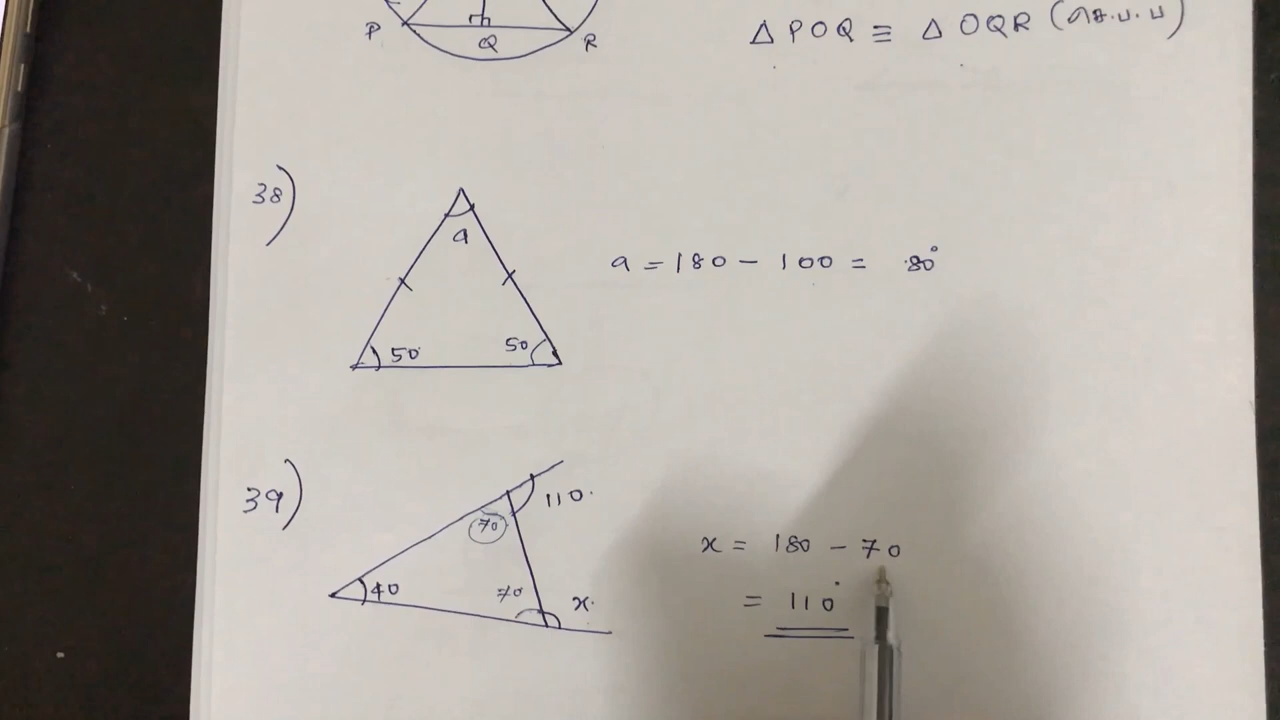 P
Q
R
△ POQ ≡ △ OQR
38)
a
50
50
a = 180 - 100 = 80°
39)
110
70
40
70
x
x = 180 - 70
= 110°